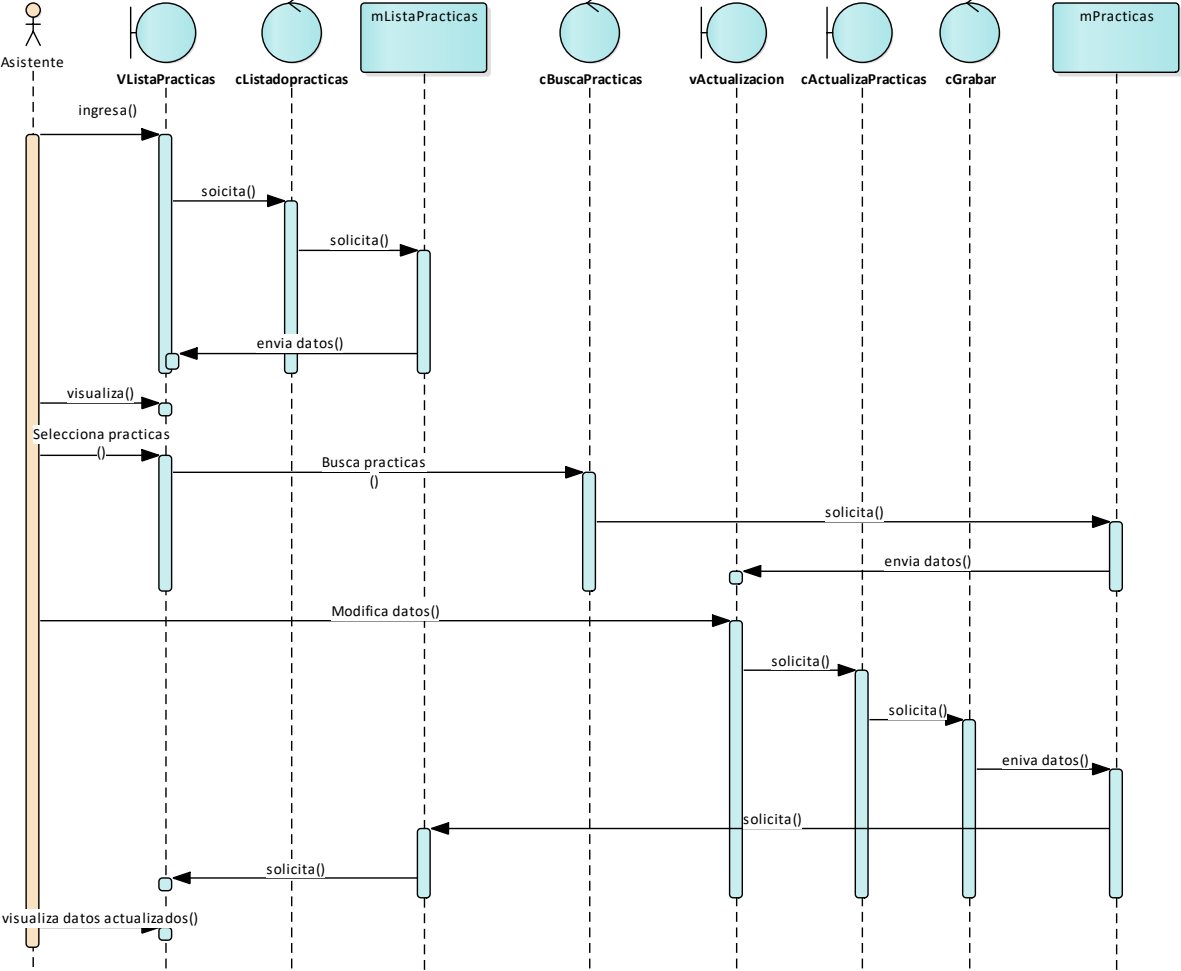 mListaPracticas
mPracticas
Asistente
VListaPracticas
cListadopracticas
cBuscaPracticas
vActualizacion
cActualizaPracticas
cGrabar
ingresa()
soicita()
solicita()
envia datos()
visualiza()
Selecciona practicas
()
Busca practicas
()
solicita()
envia datos()
Modifica datos()
solicita()
solicita()
eniva datos()
solicita()
solicita()
visualiza datos actualizados()